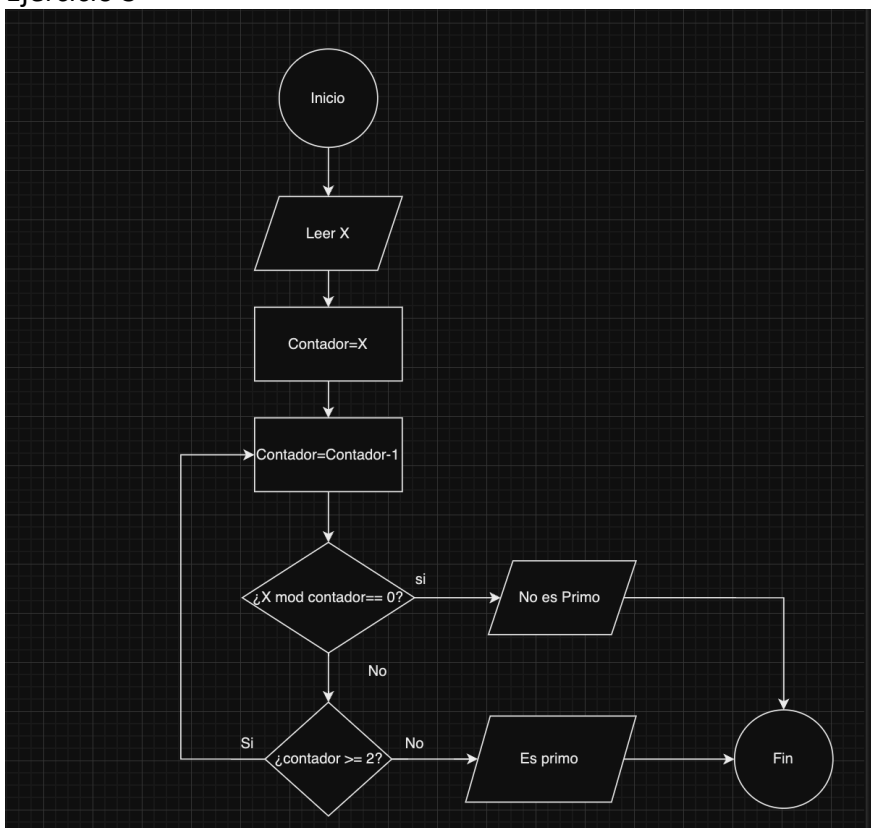 Inicio
Leer X
Contador=X
Contador=Contador-1
¿X mod contador== 0?
si
No es Primo
No
¿contador >= 2?
Si
No
Es primo
Fin